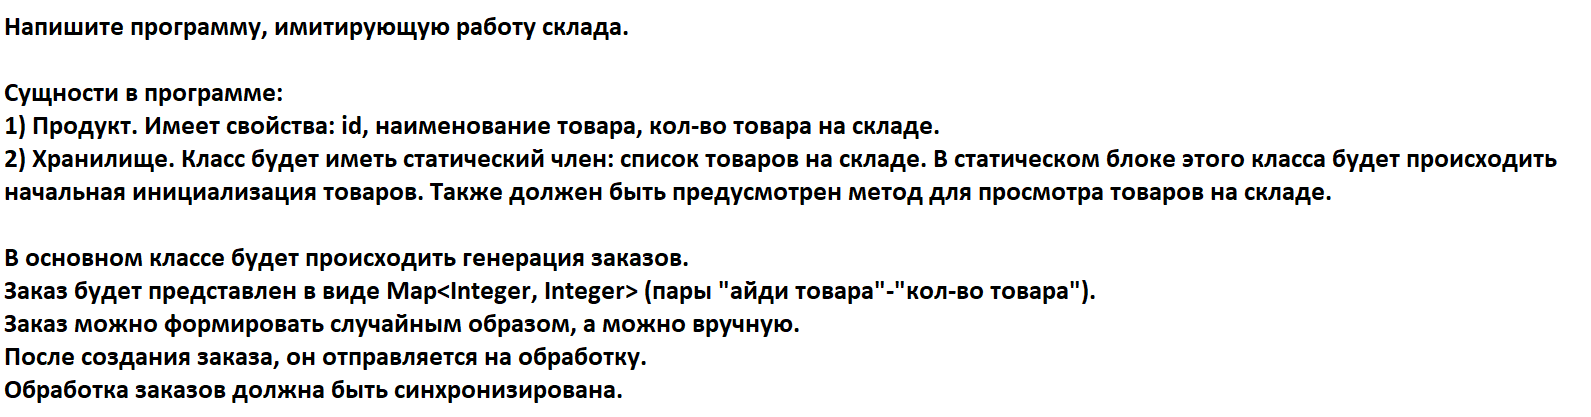 Напишите программу, имитирующую работу склада.
Сущности в программе:
1) Продукт. Имеет свойства: id, наименование товара, кол-во товара на складе.
2) Хранилище. Класс будет иметь статический член: список товаров на складе. В статическом блоке этого класса будет происходить
начальная инициализация товаров. Также должен быть предусмотрен метод для просмотра товаров на складе.
В основном классе будет происходить генерация заказов.
Заказ будет представлен в виде Map<Integer, Integer> (пары "айди товара"-"кол-во товара").
Заказ можно формировать случайным образом, а можно вручную.
После создания заказа, он отправляется на обработку.
Обработка заказов должна быть синхронизирована.